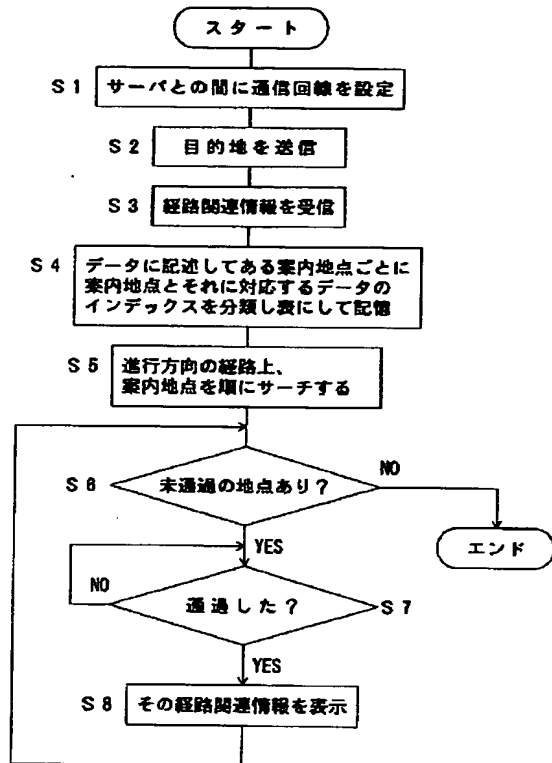 スタート
S1 サーバとの間に通信回線を設定
S2 目的地を送信
S3 経路関連情報を受信
S4 データに記述してある案内地点ごとに
案内地点とそれに対応するデータの
インデックスを分類し表にして記憶
S5 進行方向の経路上、
案内地点を順にサーチする
S6 未通過の地点あり?
NO
エンド
YES
NO
通過した?
S7
YES
S8 その経路関連情報を表示